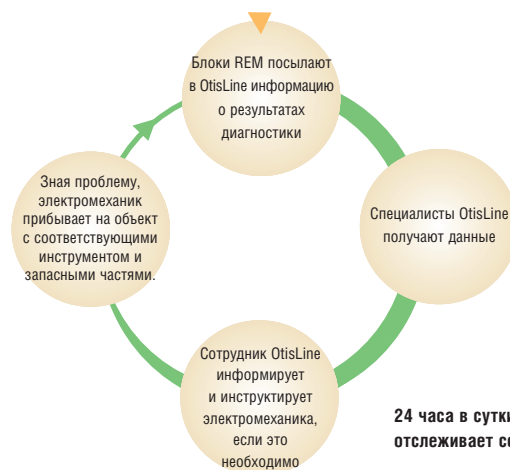 Блоки REM посылают
в OtisLine информацию
о результатах
диагностики
Специалисты OtisLine
получают данные
Сотрудник OtisLine
информирует
и инструктирует
электромеханика,
если это
необходимо
Зная проблему,
электромеханик
прибывает на объект
с соответствующими
инструментом и
запасными частями.
24 часа в сутки
отслеживает